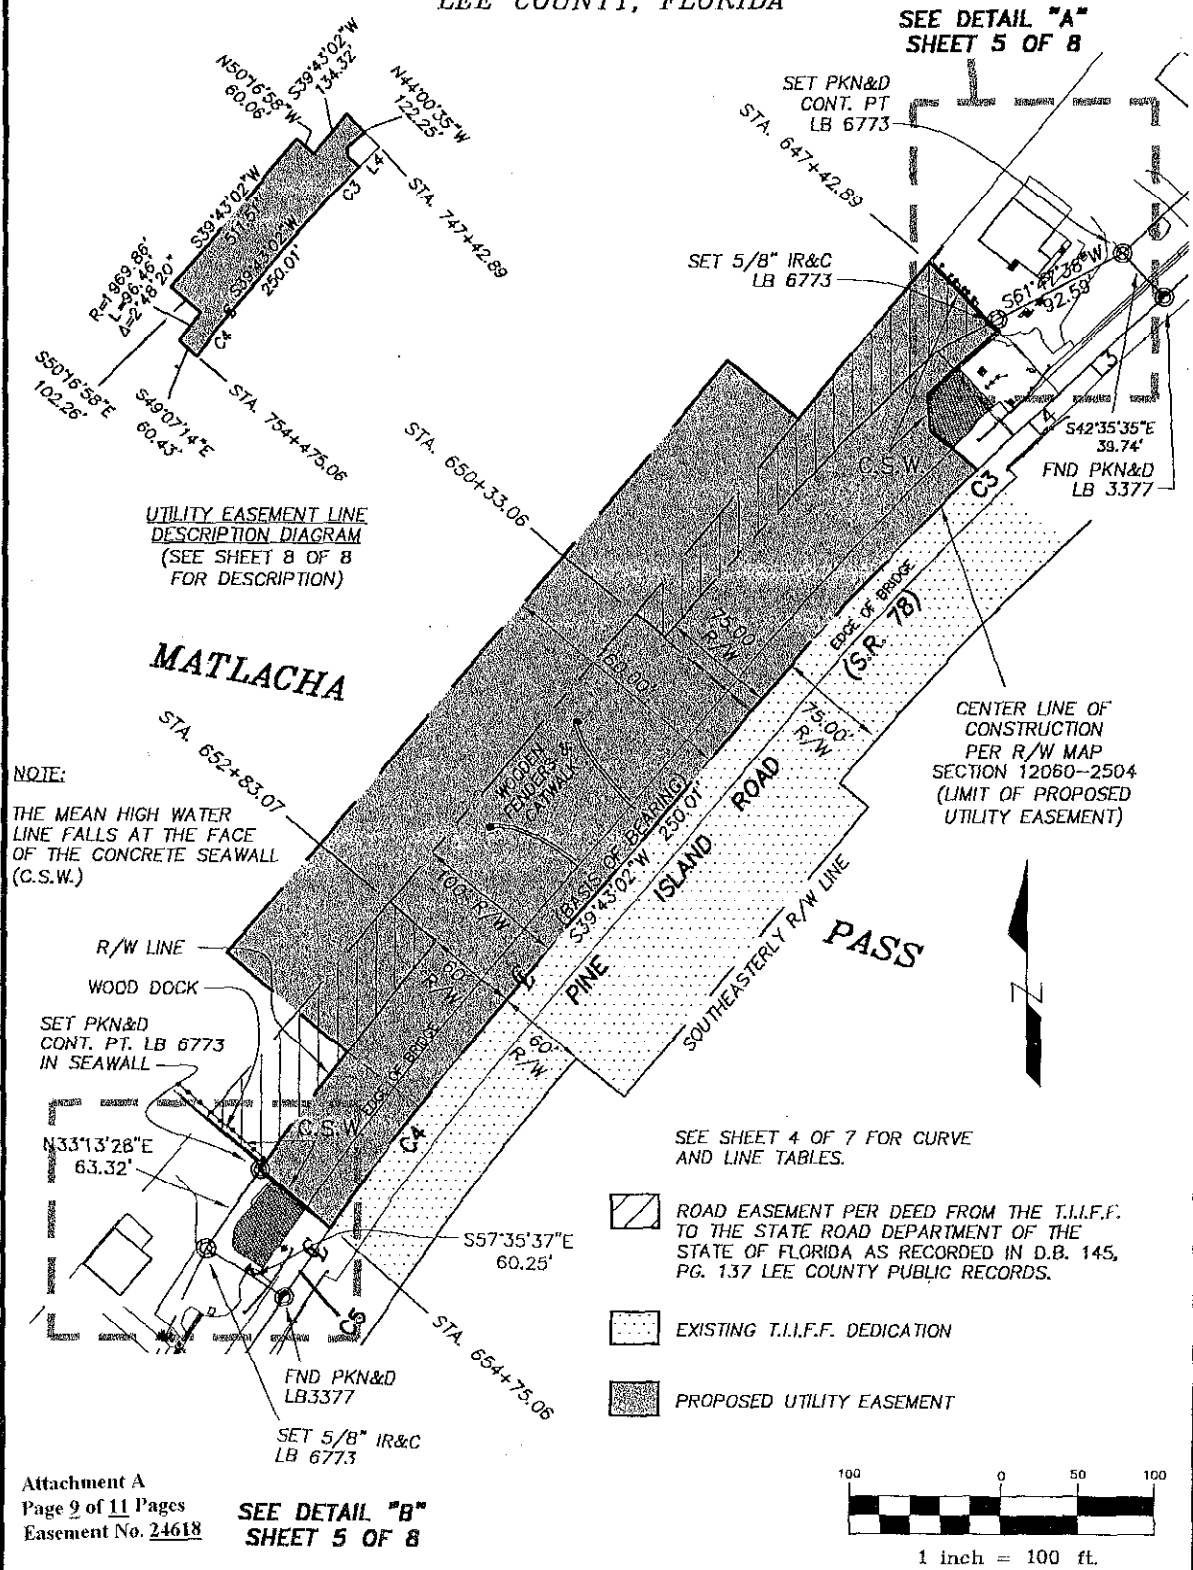 LEE COUNTY, FLORIDA
SEE DETAIL "A"
SHEET 5 OF 8
N50°16'58"W
60.06'
S39°43'02"W
134.32'
N44°00'35"W
122.25'
SET PKN&D
CONT. PT
LB 6773
STA. 647+42.89
S39°43'02"W
511.51'
C3
L4
STA. 747+42.89
S39°43'02"W
250.01'
R=1969.86'
L=96.46'
Δ=2°48'20"
C4
S50°16'58"E
102.26'
S49°07'14"E
60.43'
STA. 754+475.06
SET 5/8" IR&C
LB 6773
S61°47'38"W
92.59'
3
4
S42°35'35"E
39.74'
FND PKN&D
LB 3377
C.S.W.
C3
STA. 650+33.06
UTILITY EASEMENT LINE
DESCRIPTION DIAGRAM
(SEE SHEET 8 OF 8
FOR DESCRIPTION)
EDGE OF BRIDGE
(S.R. 78)
75.00'
R/W
160.00'
75.00'
R/W
MATLACHA
STA. 652+83.07
CENTER LINE OF
CONSTRUCTION
PER R/W MAP
SECTION 12060-2504
(LIMIT OF PROPOSED
UTILITY EASEMENT)
WOODEN
FENDERS &
CATWALK
NOTE:
THE MEAN HIGH WATER
LINE FALLS AT THE FACE
OF THE CONCRETE SEAWALL
(C.S.W.)
(BASIS OF BEARING)
S39°43'02"W 250.01'
PINE ISLAND ROAD
100' R/W
60'
R/W
60'
R/W
SOUTHEASTERLY R/W LINE
PASS
N
R/W LINE
WOOD DOCK
SET PKN&D
CONT. PT. LB 6773
IN SEAWALL
EDGE OF BRIDGE
C.S.W.
C4
N33°13'28"E
63.32'
S57°35'37"E
60.25'
C5
STA. 654+75.06
FND PKN&D
LB3377
SET 5/8" IR&C
LB 6773
SEE SHEET 4 OF 7 FOR CURVE
AND LINE TABLES.
ROAD EASEMENT PER DEED FROM THE T.I.I.F.F.
TO THE STATE ROAD DEPARTMENT OF THE
STATE OF FLORIDA AS RECORDED IN D.B. 145,
PG. 137 LEE COUNTY PUBLIC RECORDS.
EXISTING T.I.I.F.F. DEDICATION
PROPOSED UTILITY EASEMENT
Attachment A
Page 9 of 11 Pages
Easement No. 24618
SEE DETAIL "B"
SHEET 5 OF 8
100 0 50 100
1 inch = 100 ft.